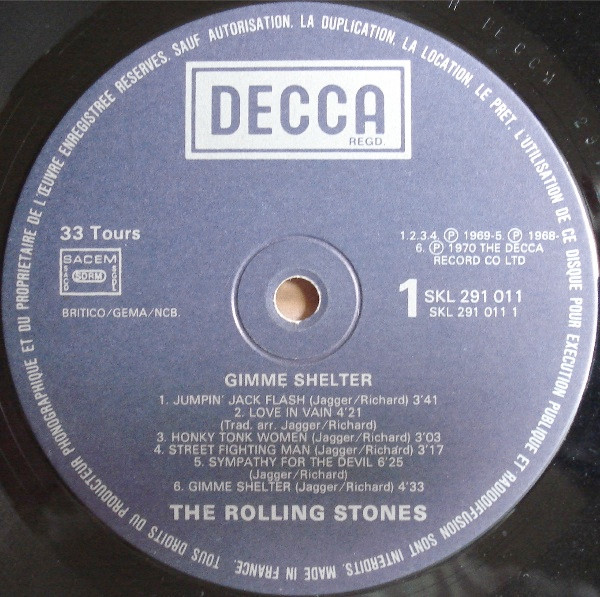 TOUS DROITS DU PRODUCTEUR PHONOGRAPHIQUE ET DU PROPRIETAIRE DE L'ŒUVRE ENREGISTREE RESERVES. SAUF AUTORISATION, LA DUPLICATION, LA LOCATION, LE PRET, L'UTILISATION DE CE DISQUE POUR EXECUTION PUBLIQUE ET RADIODIFFUSION SONT INTERDITS. MADE IN FRANCE.
DECCA
REGD.
33 Tours
SACEM
SACD
SDRM
SGDL
BRITICO/GEMA/NCB.
1.2.3.4. Ⓟ 1969-5. Ⓟ 1968-
6. Ⓟ 1970 THE DECCA
RECORD CO LTD
1 SKL 291 011
SKL 291 011 1
GIMME SHELTER
1. JUMPIN' JACK FLASH (Jagger/Richard) 3'41
2. LOVE IN VAIN 4'21
(Trad. arr. Jagger/Richard)
3. HONKY TONK WOMEN (Jagger/Richard) 3'03
4. STREET FIGHTING MAN (Jagger/Richard) 3'17
5. SYMPATHY FOR THE DEVIL 6'25
(Jagger/Richard)
6. GIMME SHELTER (Jagger/Richard) 4'33
THE ROLLING STONES
DECCA